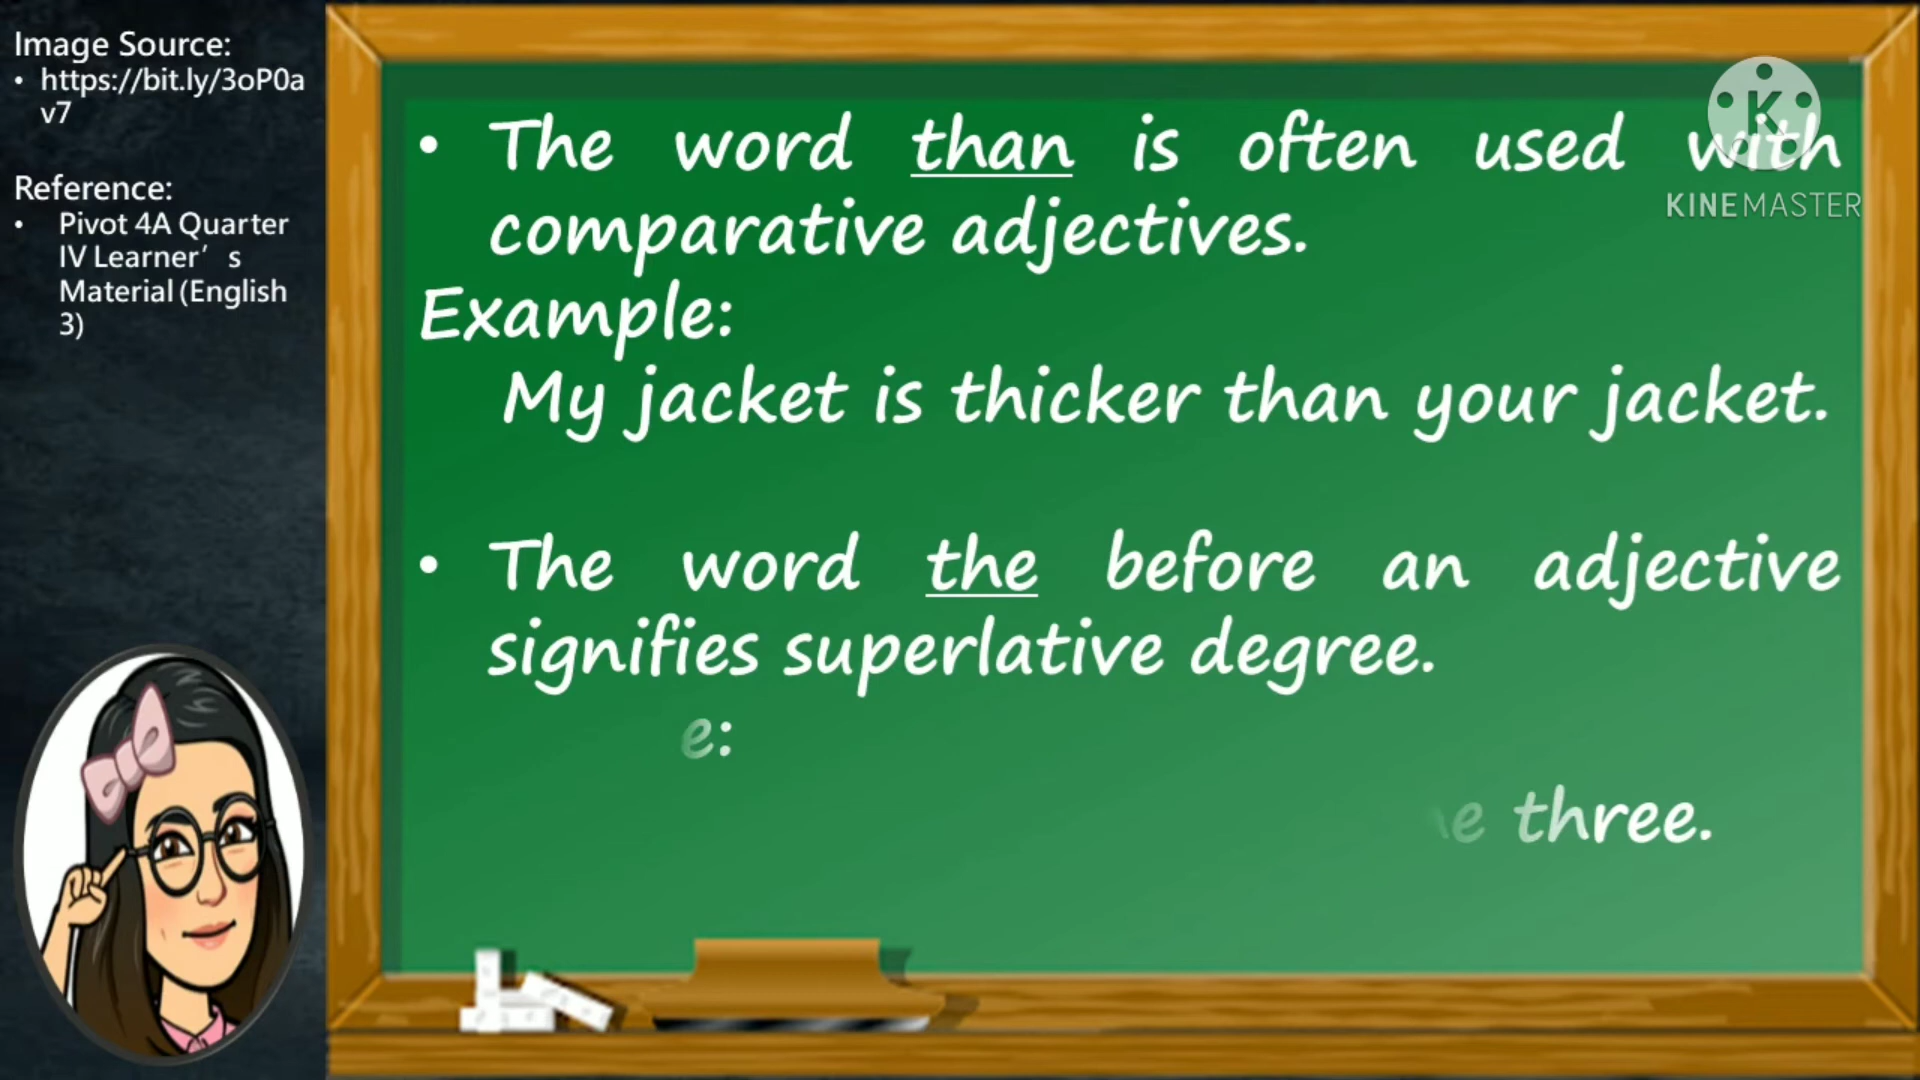 Image Source:
• https://bit.ly/3oP0a
v7
Reference:
• Pivot 4A Quarter
IV Learner’s
Material (English
3)
• The word than is often used with
comparative adjectives.
Example:
My jacket is thicker than your jacket.
• The word the before an adjective
signifies superlative degree.
e:
three.
K
KINEMASTER